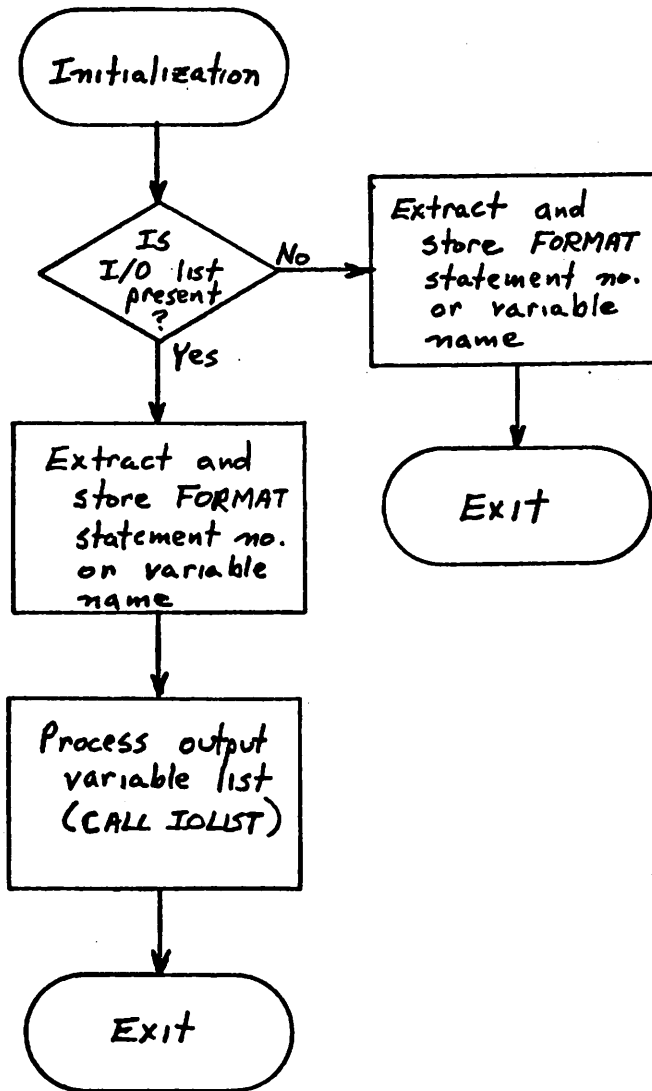 Initialization
Is
I/O list
present
?
No
Yes
Extract and
store FORMAT
statement no.
or variable
name
Exit
Extract and
store FORMAT
statement no.
or variable
name
Process output
variable list
(CALL IOLIST)
Exit